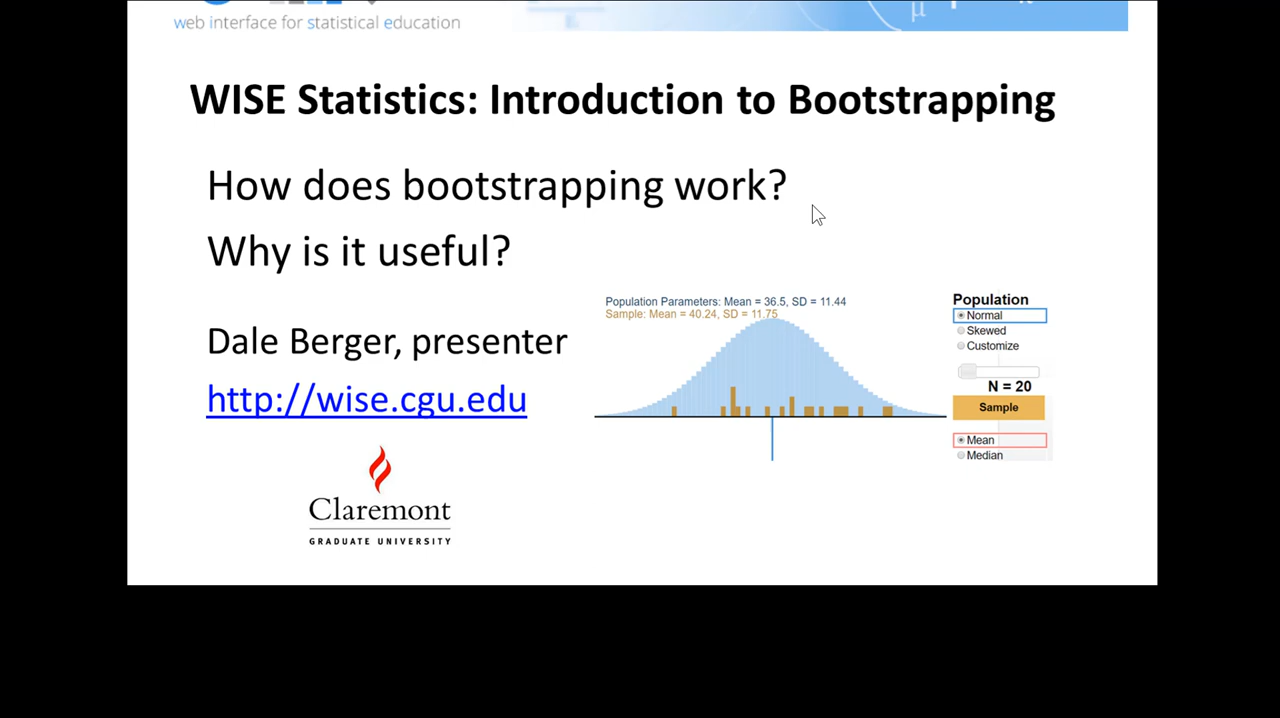 web interface for statistical education
μ
WISE Statistics: Introduction to Bootstrapping
How does bootstrapping work?
Why is it useful?
Dale Berger, presenter
http://wise.cgu.edu
Claremont
GRADUATE UNIVERSITY
Population Parameters: Mean = 36.5, SD = 11.44
Sample: Mean = 40.24, SD = 11.75
Population
Normal
Skewed
Customize
N = 20
Sample
Mean
Median